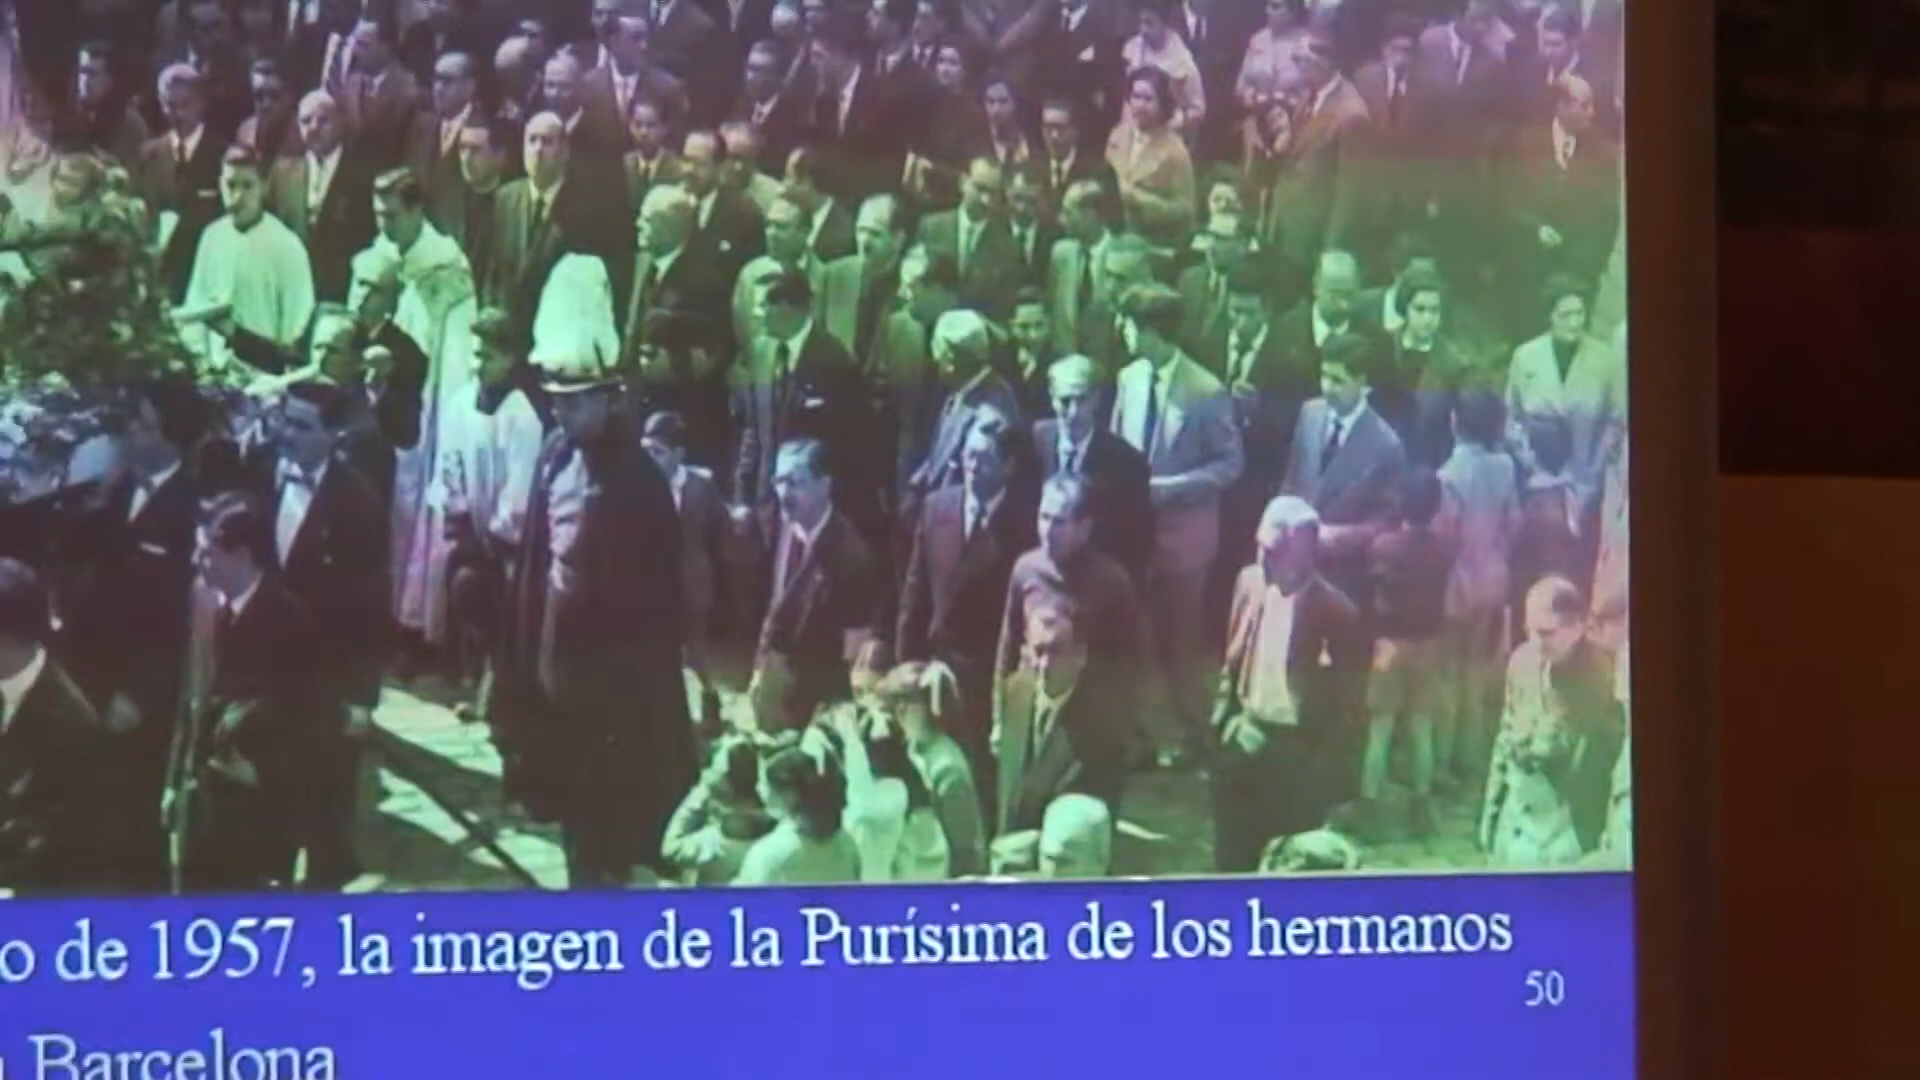 de 1957, la imagen de la Purísima de los hermanos
50
Barcelona